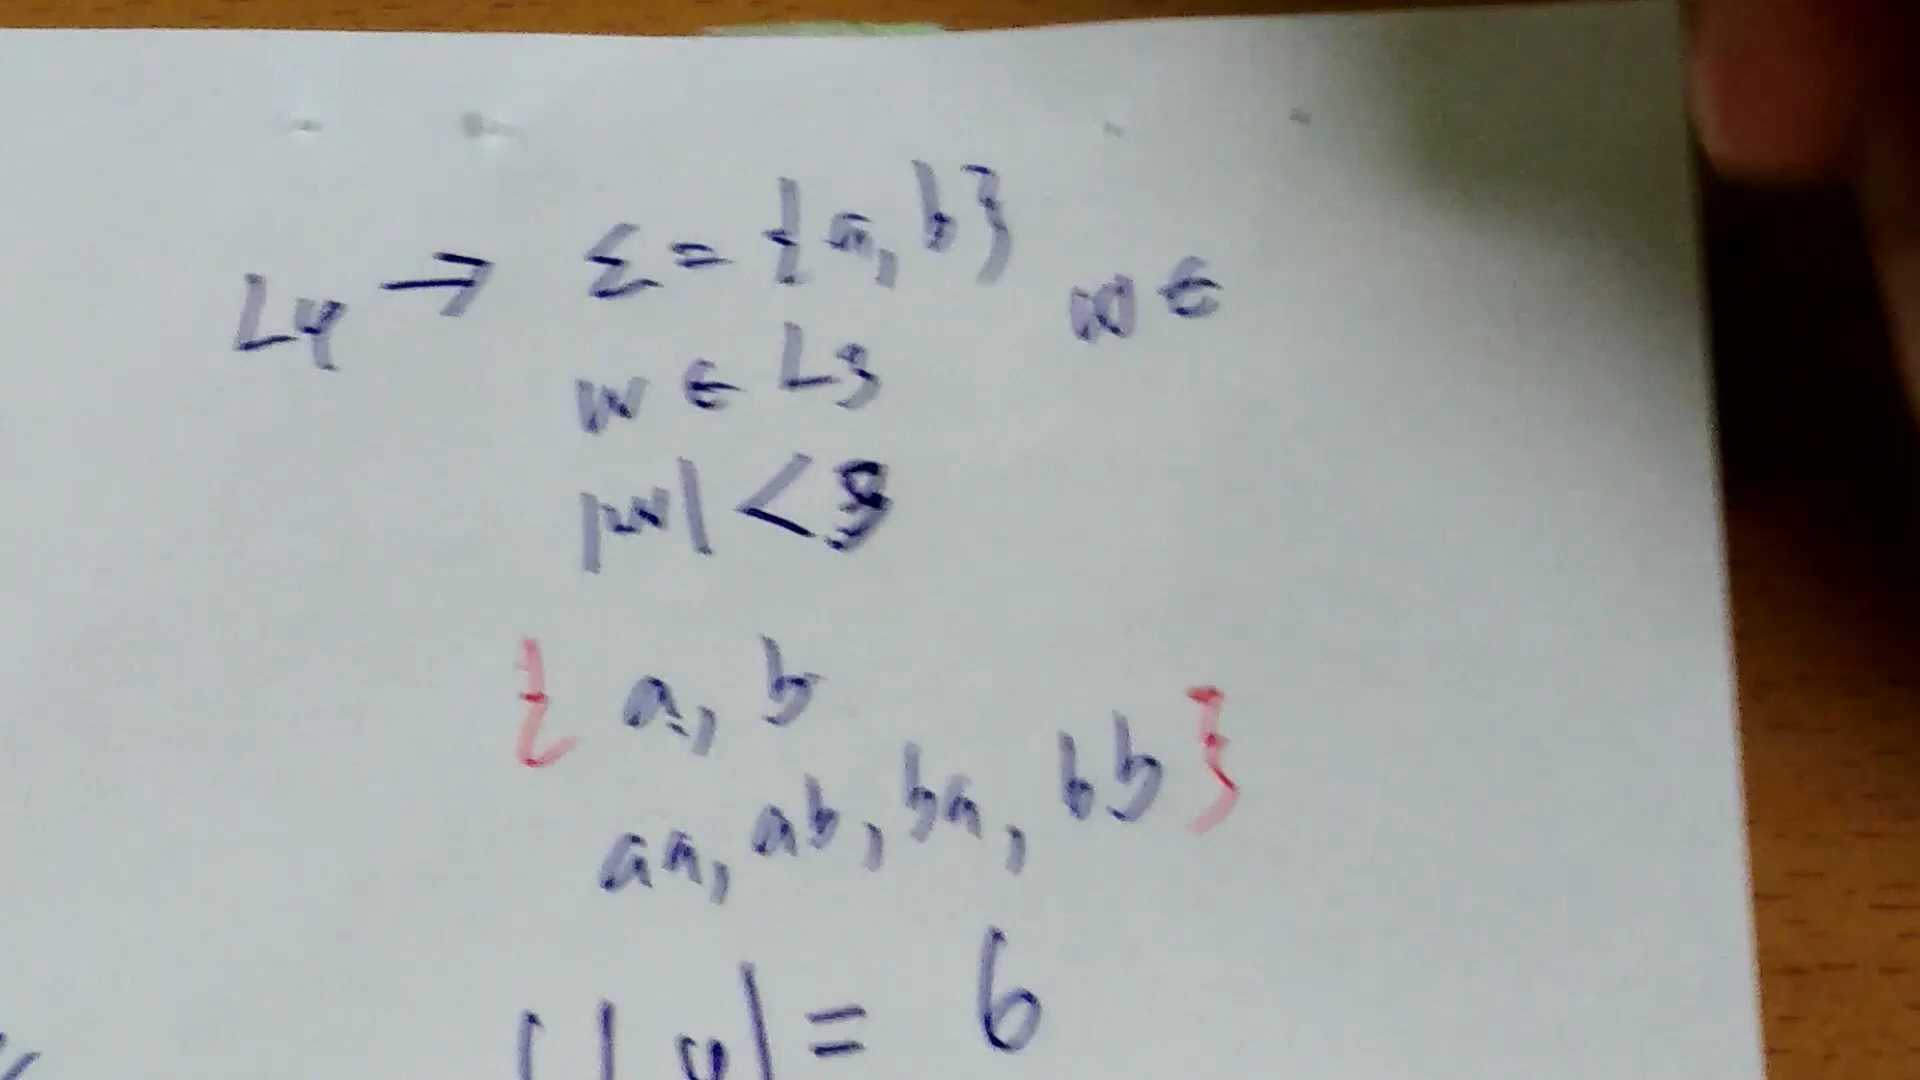 L4 → Σ = {a, b} w ∈
w ∈ L3
|w| < 3
{ a, b
aa, ab, ba, bb }
|L4| = 6